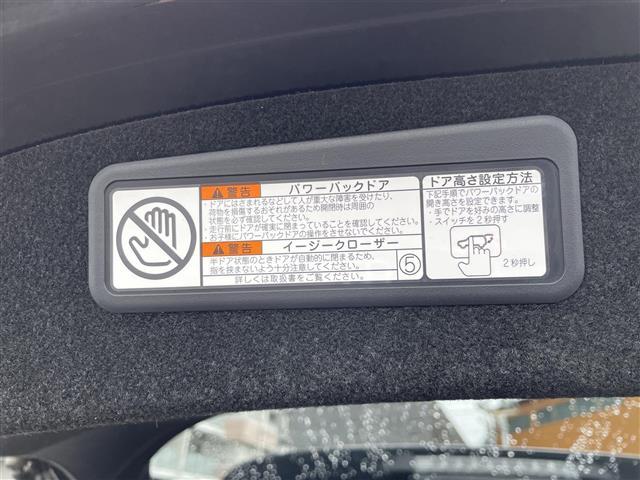 警告 パワーバックドア
・ドアにはさまれるなどして人が重大な障害を受けたり、
荷物を損傷するおそれがあるため開閉時は周囲の
状態を必ず確認してください。
・走行前にドアが確実に閉まっていることを確認してください。
・お子様にパワーバックドアの操作をさせないでください。
警告 イージークローザー
半ドア状態のときドアが自動的に閉まるため、
指を挟まないよう十分注意してください。
⑤
詳しくは取扱書をご覧ください。
ドア高さ設定方法
下記手順でパワーバックドアの
開き高さを設定できます。
・手でドアを好みの高さに調整
・スイッチを2秒押す
2秒押し